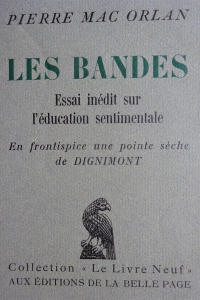 PIERRE MAC ORLAN
LES BANDES
Essai inédit sur
l'éducation sentimentale
En frontispice une pointe sèche
de DIGNIMONT
Collection "Le Livre Neuf"
AUX ÉDITIONS DE LA BELLE PAGE